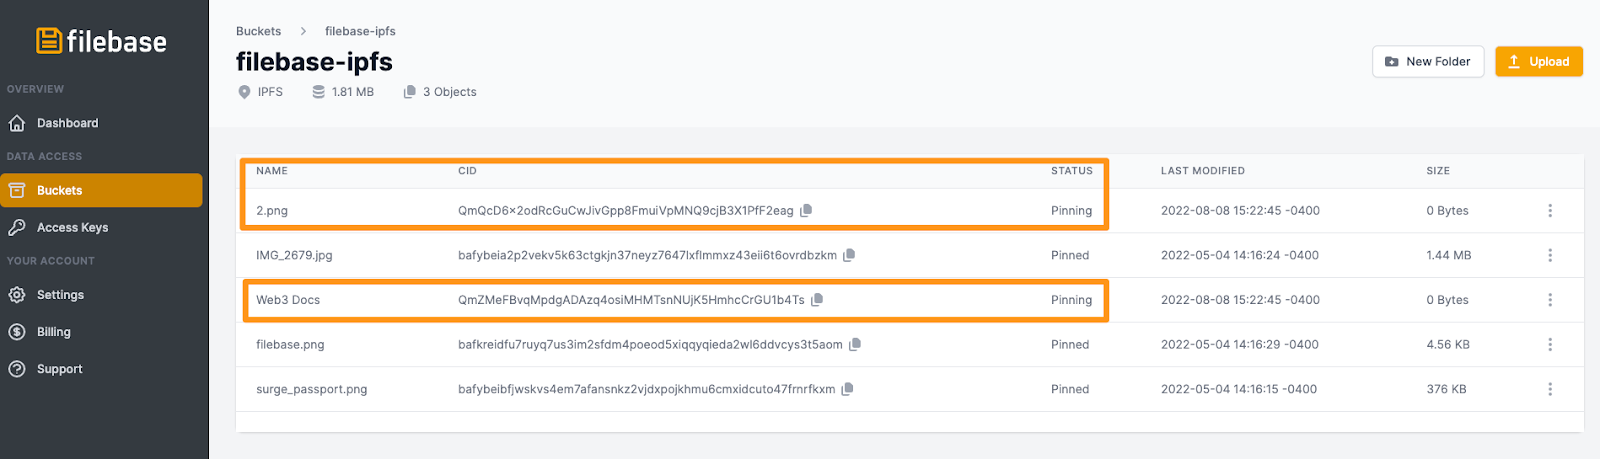 filebase
OVERVIEW
Dashboard
DATA ACCESS
Buckets
Access Keys
YOUR ACCOUNT
Settings
Billing
Support
Buckets > filebase-ipfs
filebase-ipfs
IPFS 1.81 MB 3 Objects
New Folder Upload
NAME CID STATUS LAST MODIFIED SIZE
2.png QmQcD6x2odRcGuCwJivGpp8FmuiVpMNQ9cjB3X1PfF2eag Pinning 2022-08-08 15:22:45 -0400 0 Bytes
IMG_2679.jpg bafybeia2p2vekv5k63ctgkjn37neyz7647lxflmmxz43eii6t6ovrdbzkm Pinned 2022-05-04 14:16:24 -0400 1.44 MB
Web3 Docs QmZMeFBvqMpdgADAzq4osiMHMTsnNUjK5HmhcCrGU1b4Ts Pinning 2022-08-08 15:22:45 -0400 0 Bytes
filebase.png bafkreidfu7ruyq7us3im2sfdm4poeod5xiqqyqieda2wl6ddvcys3t5aom Pinned 2022-05-04 14:16:29 -0400 4.56 KB
surge_passport.png bafybeibfjwskvs4em7afansnkz2vjdxpojkhmu6cmxidcuto47frnrfkxm Pinned 2022-05-04 14:16:15 -0400 376 KB